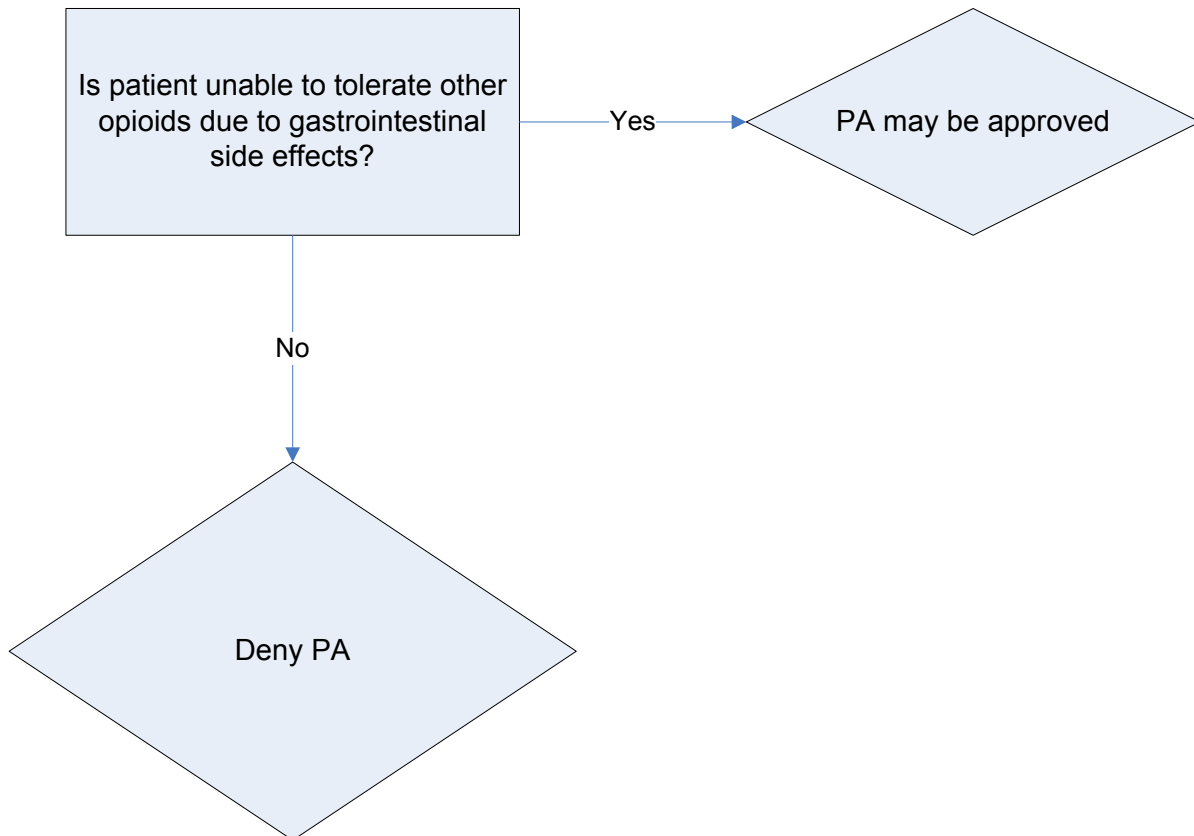 Is patient unable to tolerate other
opioids due to gastrointestinal
side effects?
Yes
PA may be approved
No
Deny PA